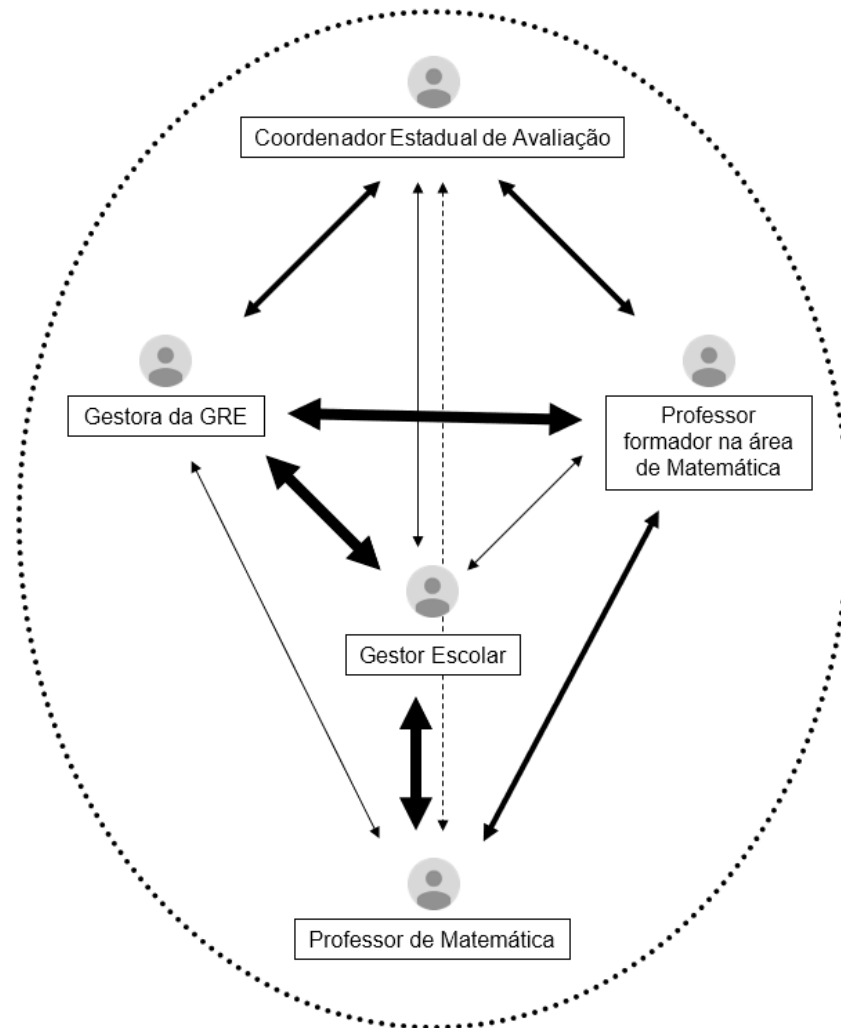 Coordenador Estadual de Avaliação
Gestora da GRE
Professor
formador na área
de Matemática
Gestor Escolar
Professor de Matemática